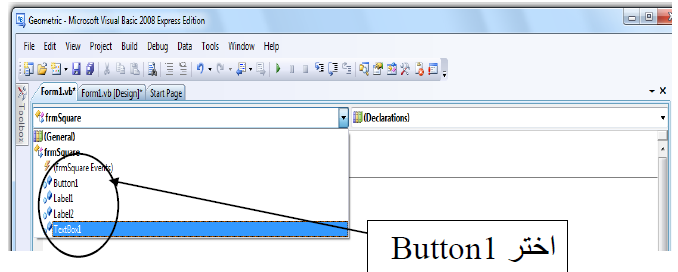 Geometric - Microsoft Visual Basic 2008 Express Edition
File Edit View Project Build Debug Data Tools Window Help
Form1.vb* Form1.vb [Design]* Start Page
Toolbox
frmSquare (Declarations)
(General)
frmSquare
(frmSquare Events)
Button1
Label1
Label2
TextBox1
اختر Button1